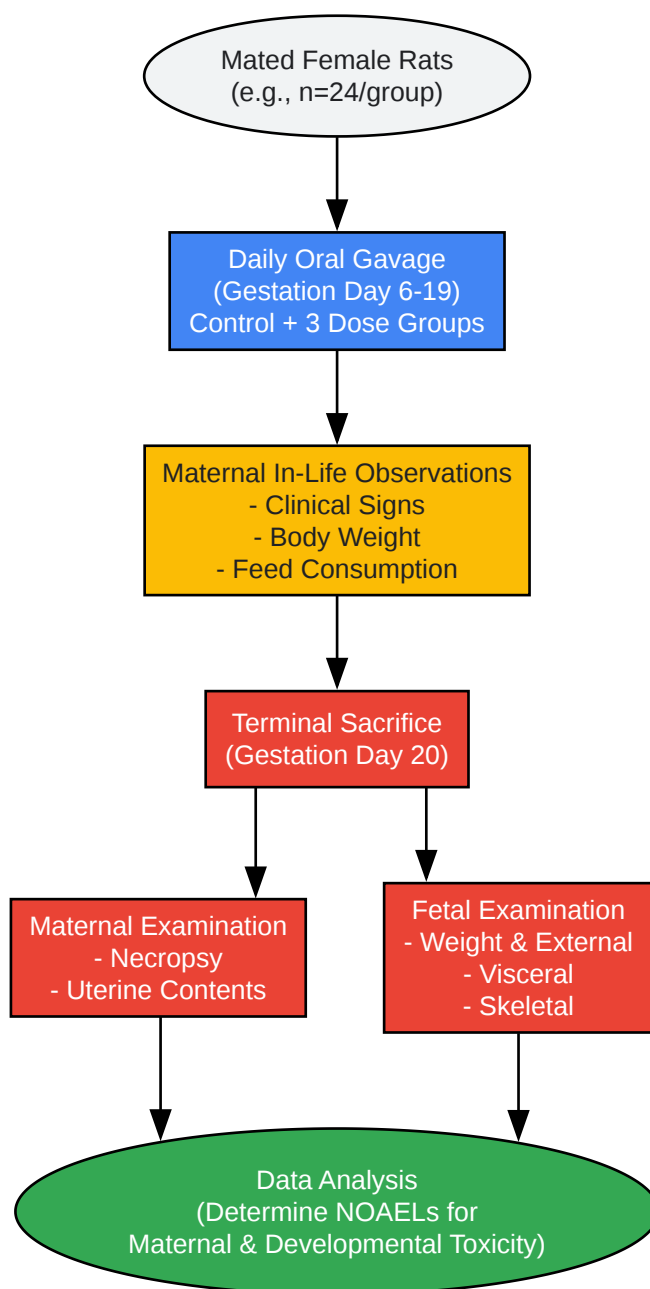 Mated Female Rats
(e.g., n=24/group)
Daily Oral Gavage
(Gestation Day 6-19)
Control + 3 Dose Groups
Maternal In-Life Observations
- Clinical Signs
- Body Weight
- Feed Consumption
Terminal Sacrifice
(Gestation Day 20)
Maternal Examination
- Necropsy
- Uterine Contents
Fetal Examination
- Weight & External
- Visceral
- Skeletal
Data Analysis
(Determine NOAELs for
Maternal & Developmental Toxicity)